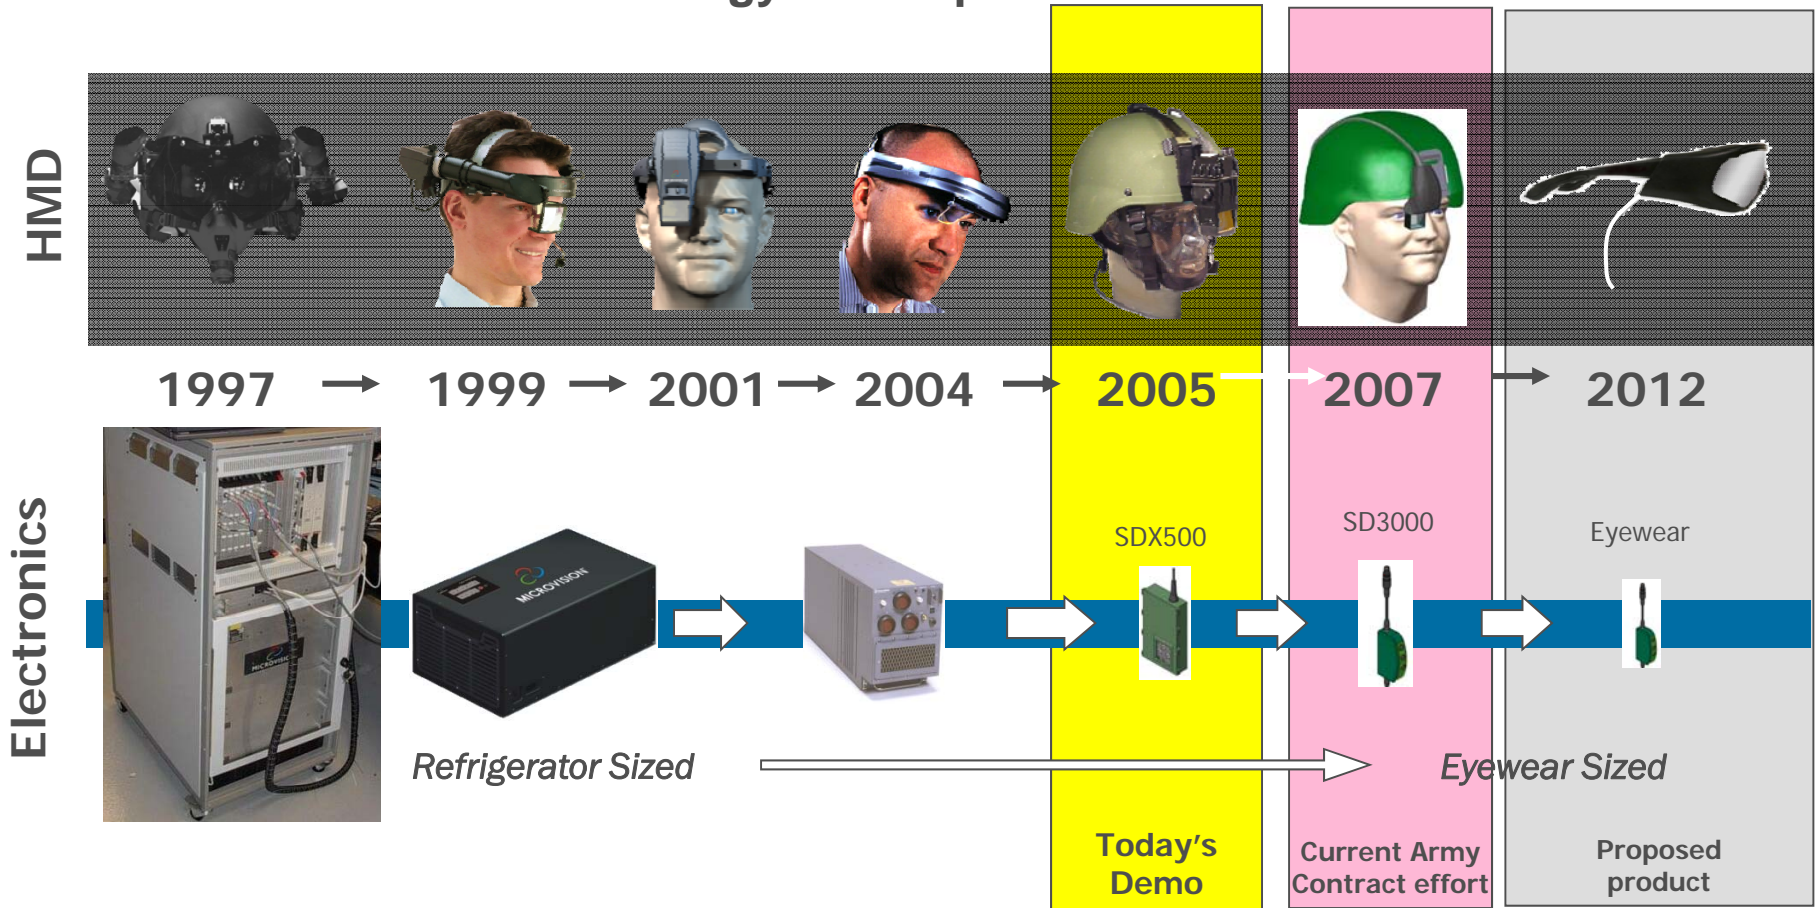 HMD
1997
1999
2001
2004
2005
2007
2012
Electronics
SDX500
SD3000
Eyewear
MICROVISION
MICROVISION
Refrigerator Sized
Eyewear Sized
Today's
Demo
Current Army
Contract effort
Proposed
product